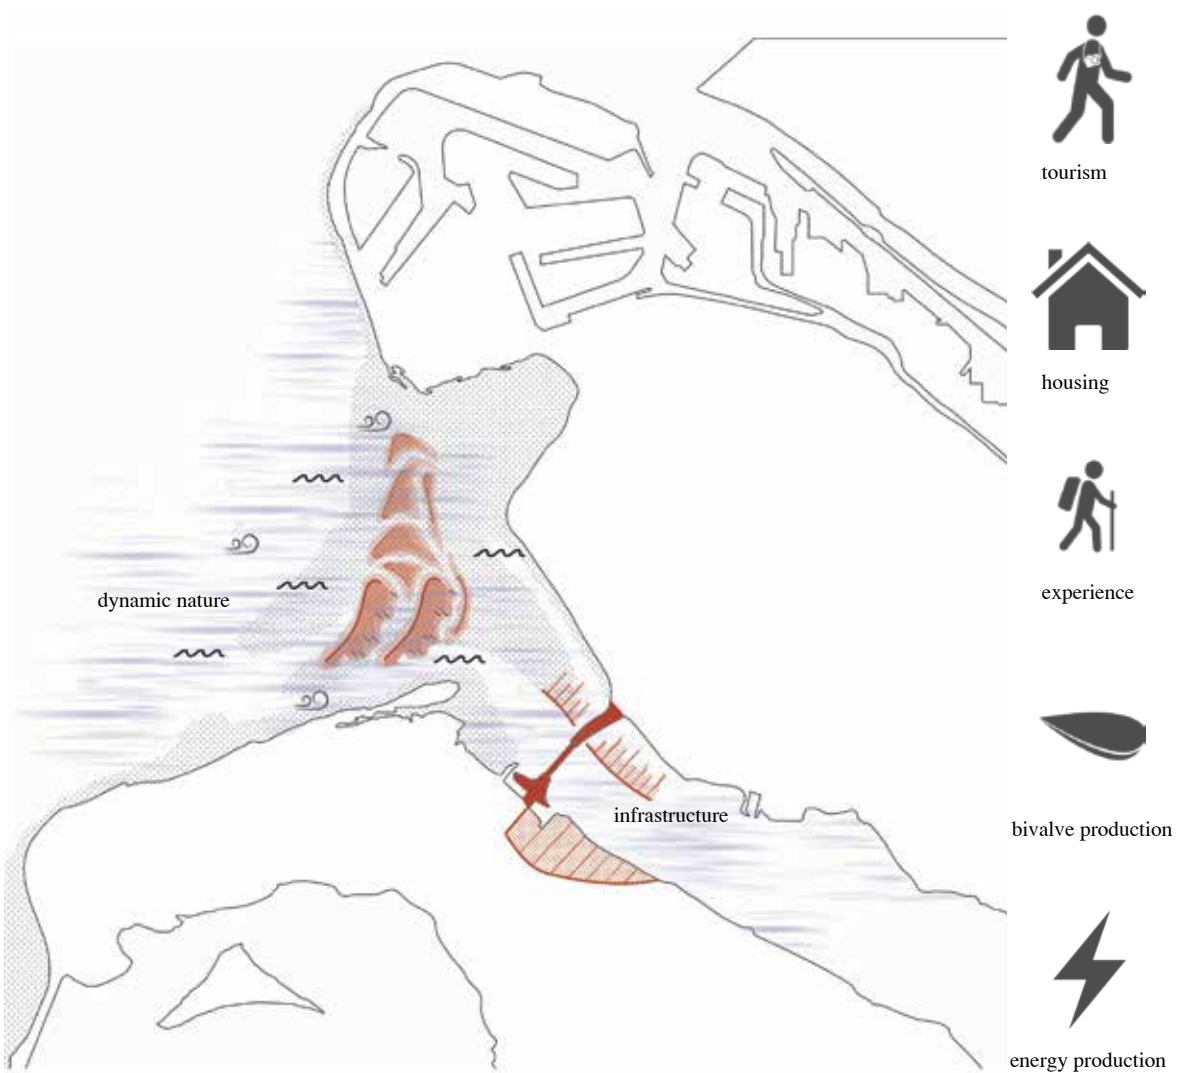 tourism
housing
experience
dynamic nature
infrastructure
bivalve production
energy production